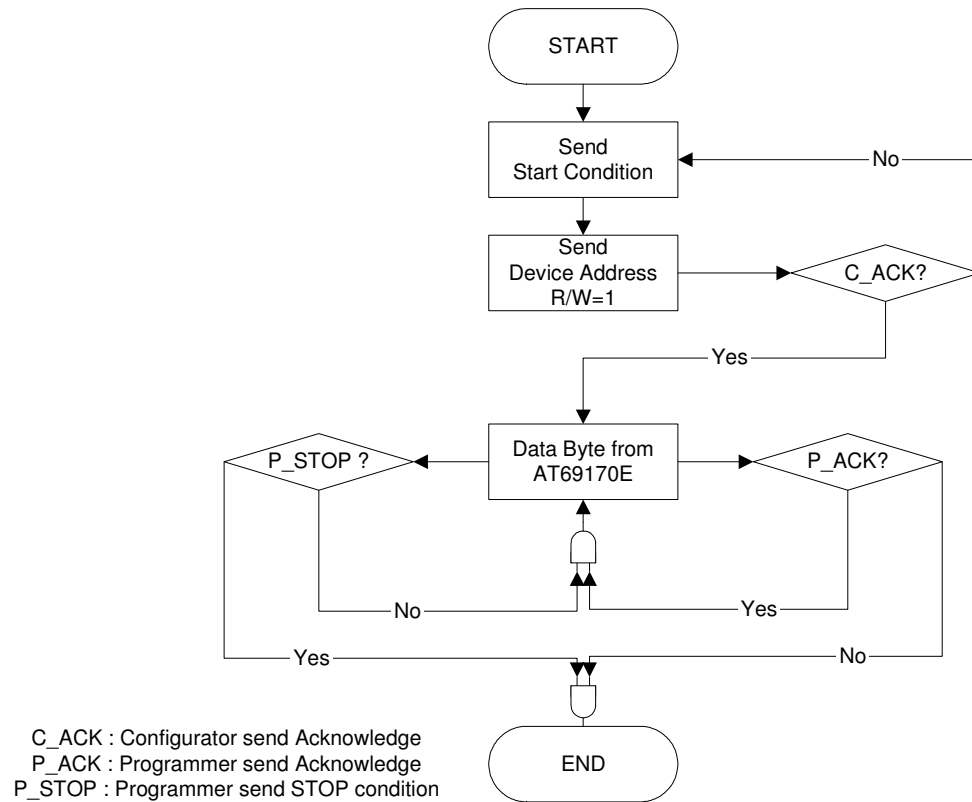 START
Send
Start Condition
No
Send
Device Address
R/W=1
C_ACK?
Yes
P_STOP ?
Data Byte from
AT69170E
P_ACK?
No
Yes
Yes
No
C_ACK : Configurator send Acknowledge
P_ACK : Programmer send Acknowledge
P_STOP : Programmer send STOP condition
END